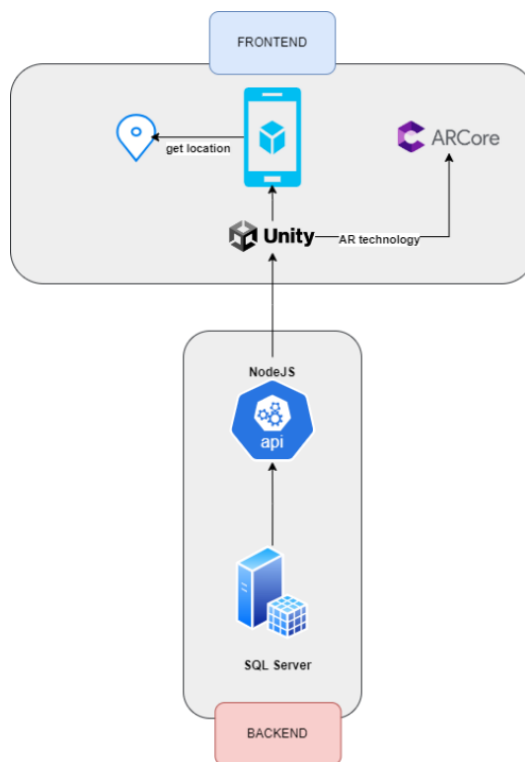 FRONTEND
get location
ARCore
Unity
AR technology
NodeJS
api
SQL Server
BACKEND